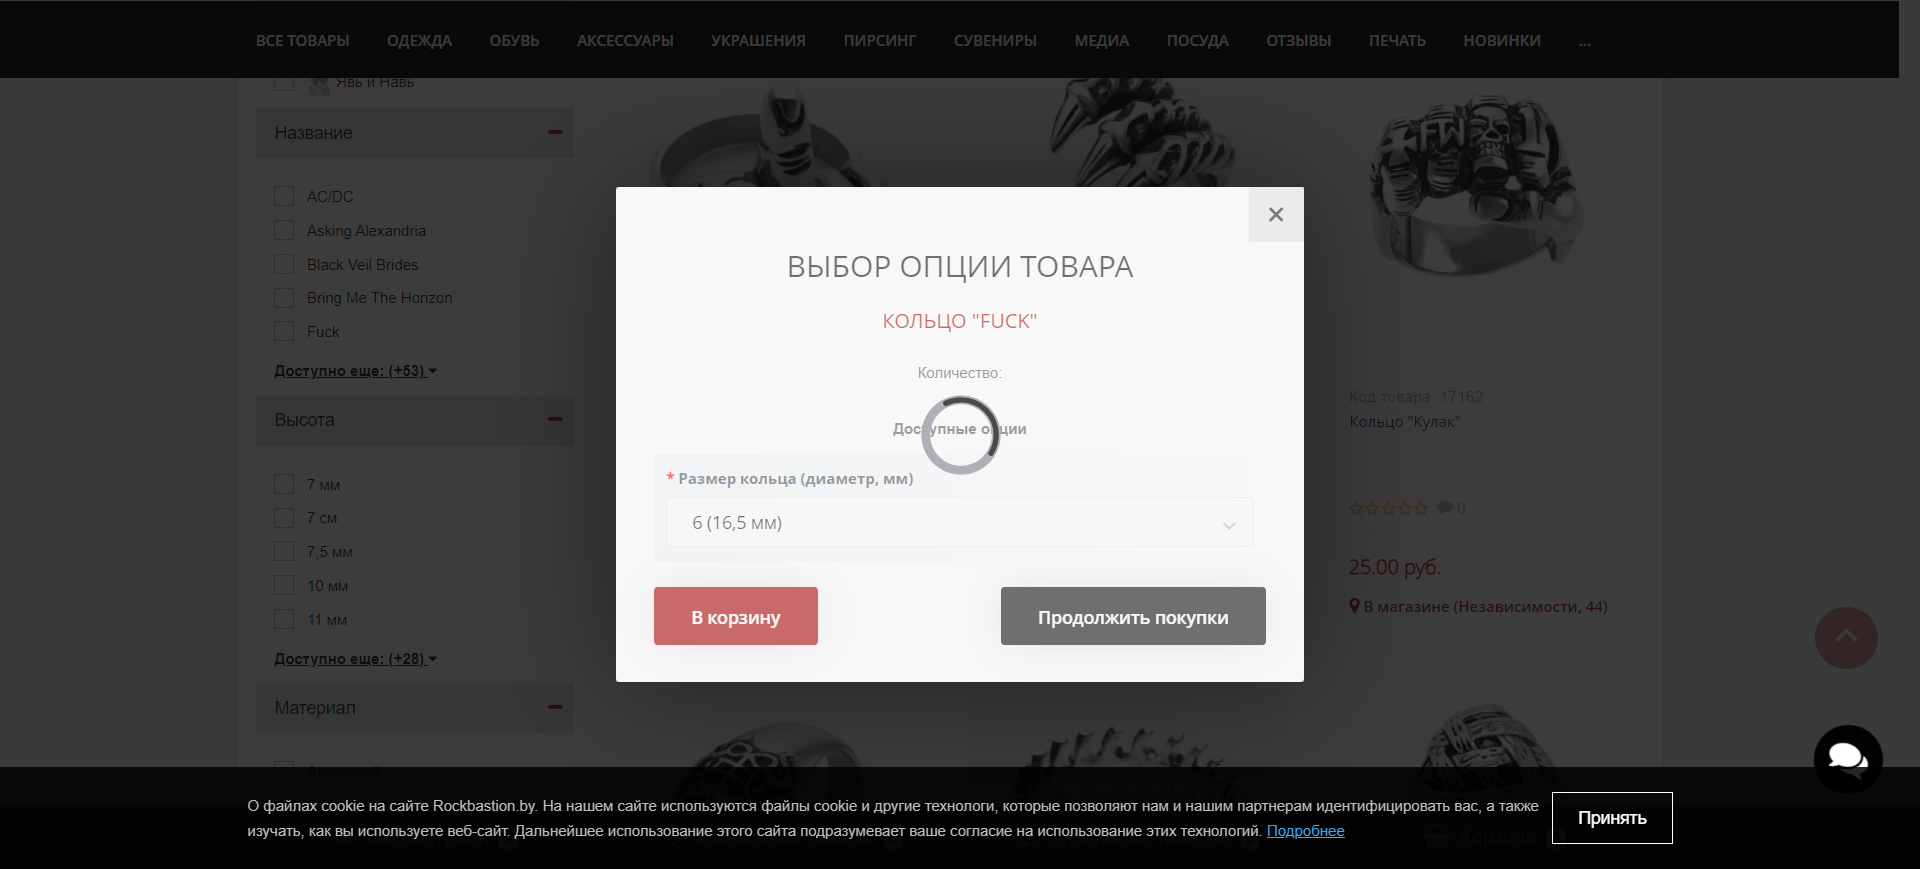 ВСЕ ТОВАРЫ ОДЕЖДА ОБУВЬ АКСЕССУАРЫ УКРАШЕНИЯ ПИРСИНГ СУВЕНИРЫ МЕДИА ПОСУДА ОТЗЫВЫ ПЕЧАТЬ НОВИНКИ ...
Явь и Навь
Название
AC/DC
Asking Alexandria
Black Veil Brides
Bring Me The Horizon
Fuck
Доступно еще: (+53)
Высота
7 мм
7 см
7,5 мм
10 мм
11 мм
Доступно еще: (+28)
Материал
Алюминий
ВЫБОР ОПЦИИ ТОВАРА
КОЛЬЦО "FUCK"
Количество:
Доступные опции
* Размер кольца (диаметр, мм)
6 (16,5 мм)
В корзину Продолжить покупки
FW
Код товара: 17162
Кольцо "Кулак"
0
25.00 руб.
В магазине (Независимости, 44)
О файлах cookie на сайте Rockbastion.by. На нашем сайте используются файлы cookie и другие технологи, которые позволяют нам и нашим партнерам идентифицировать вас, а также
изучать, как вы используете веб-сайт. Дальнейшее использование этого сайта подразумевает ваше согласие на использование этих технологий. Подробнее
Принять
Корзина